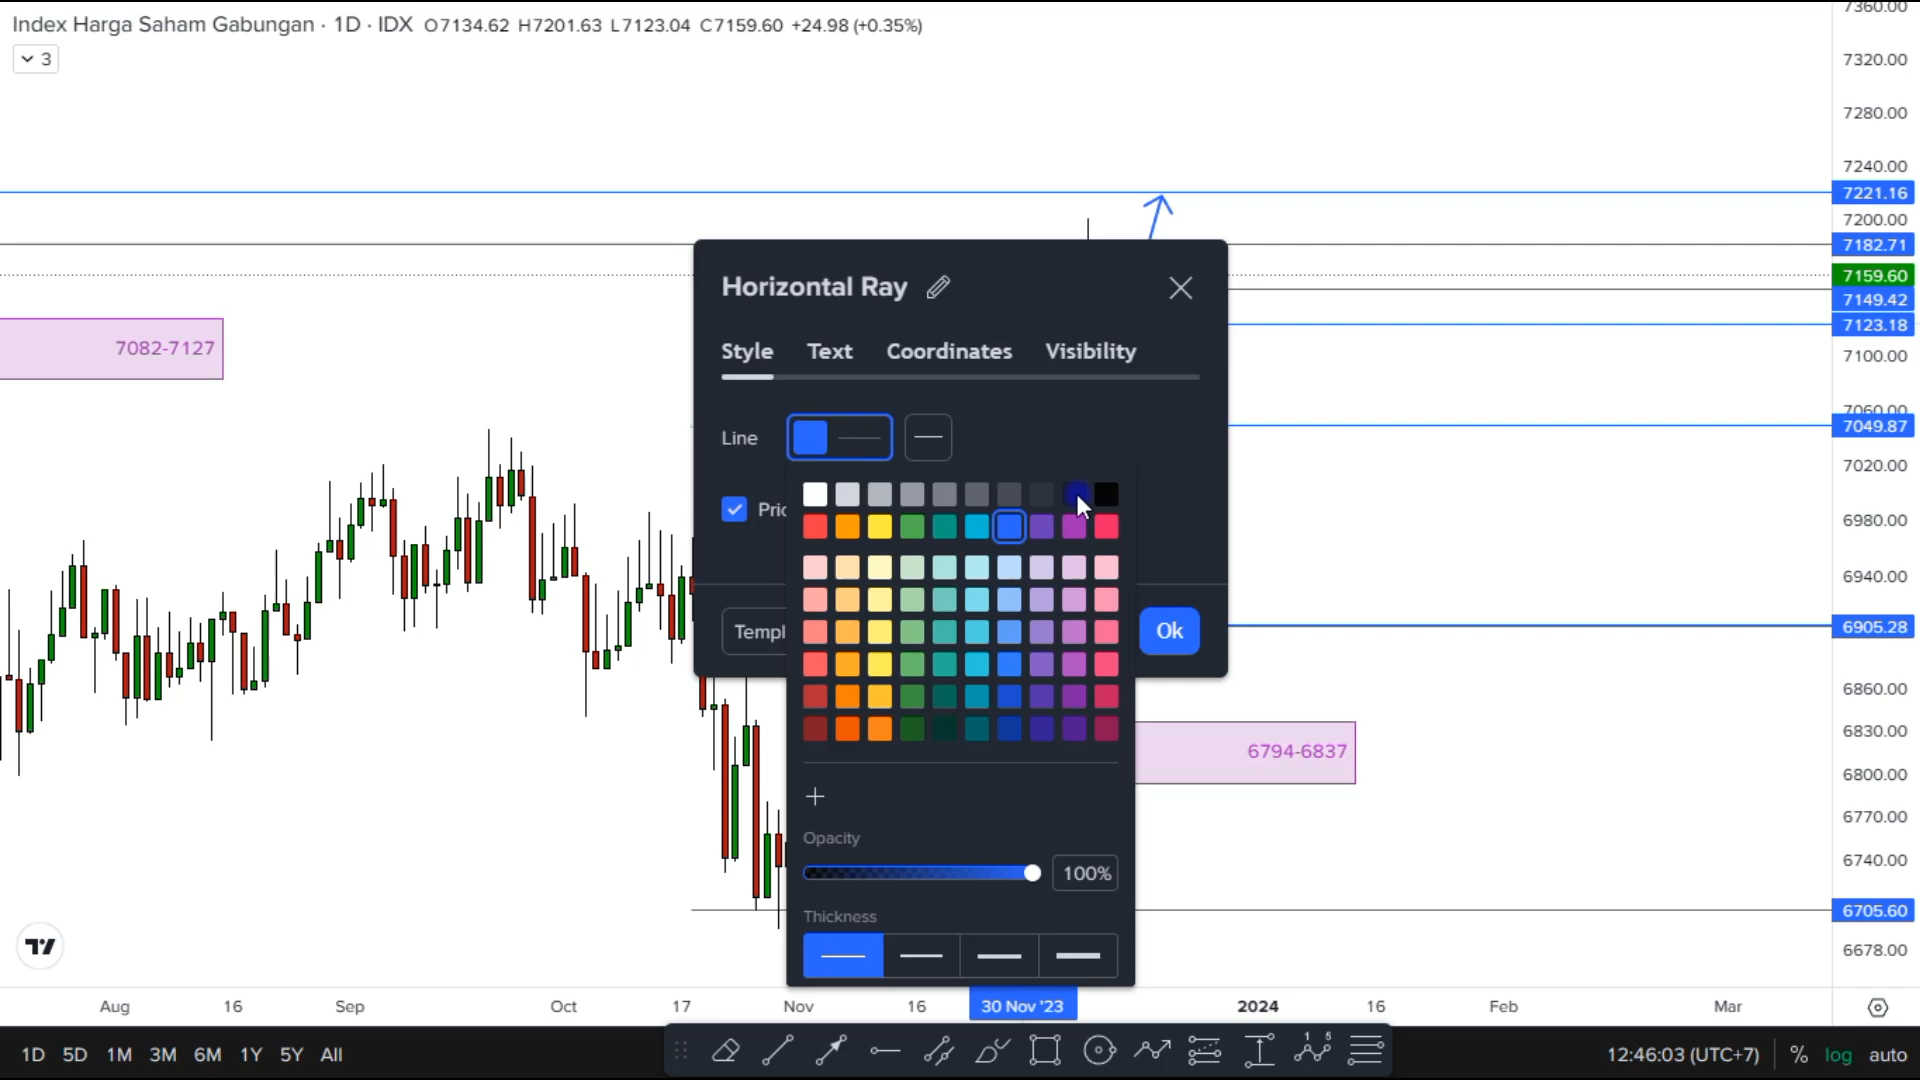 Index Harga Saham Gabungan · 1D · IDX O7134.62 H7201.63 L7123.04 C7159.60 +24.98 (+0.35%)
3
7360.00
7320.00
7280.00
7240.00
7221.16
7200.00
7182.71
7159.60
7149.42
7123.18
7100.00
7060.00
7049.87
7020.00
6980.00
6940.00
6905.28
6860.00
6830.00
6800.00
6770.00
6740.00
6705.60
6678.00
7082-7127
6794-6837
Horizontal Ray
Style Text Coordinates Visibility
Line
Pric
Templ
Ok
Opacity
100%
Thickness
Aug 16 Sep Oct 17 Nov 16 30 Nov '23 2024 16 Feb Mar
1D 5D 1M 3M 6M 1Y 5Y All
1 5
12:46:03 (UTC+7) % log auto